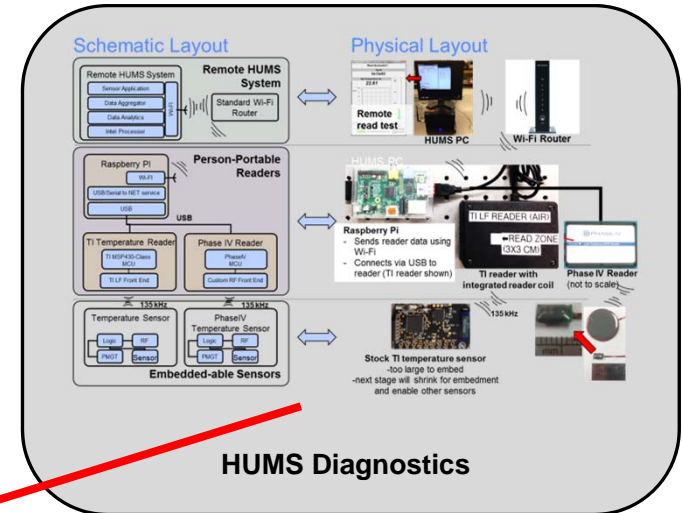 Schematic Layout
Physical Layout
Remote HUMS System
Remote HUMS
System
Sensor Application
Data Aggregator
Data Analytics
Intel Processor
Wi-Fi
Standard Wi-Fi
Router
Remote
read test
HUMS PC
Wi-Fi Router
Person-Portable
Readers
Raspberry PI
Wi-Fi
USB/Serial to NET service
USB
USB
TI Temperature Reader
TI MSP430-Class
MCU
TI LF Front End
Phase IV Reader
PhaseIV
MCU
Custom RF Front End
HUMS PC
Raspberry Pi
- Sends reader data using
Wi-Fi
- Connects via USB to
reader (TI reader shown)
TI LF READER (AIR)
READ ZONE
(3X3 CM)
TI reader with
integrated reader coil
PHASE IV
Phase IV Reader
(not to scale)
135 kHz
135 kHz
135 kHz
Temperature Sensor
Logic
RF
PMGT
Sensor
PhaseIV
Temperature Sensor
Logic
RF
PMGT
Sensor
Embedded-able Sensors
Stock TI temperature sensor
-too large to embed
-next stage will shrink for embedment
and enable other sensors
HUMS Diagnostics